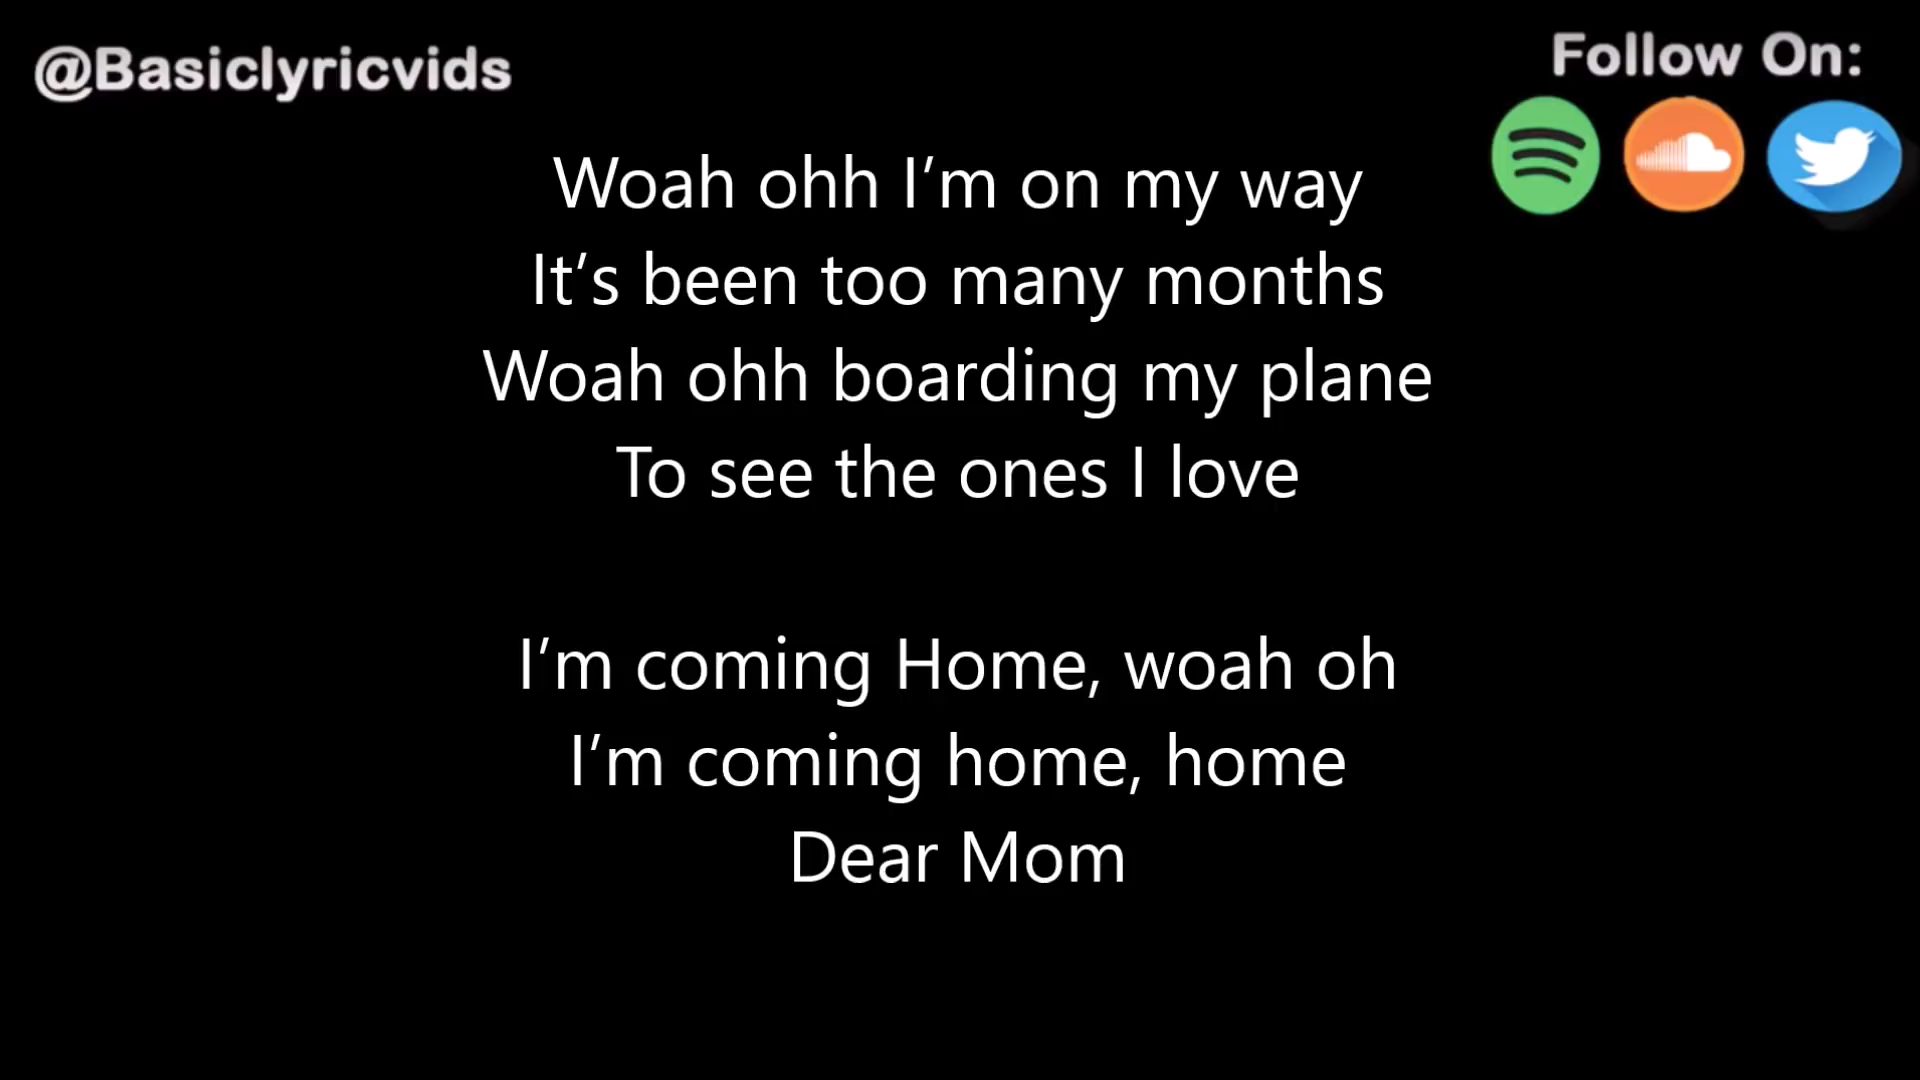 @Basiclyricvids
Follow On:
Woah ohh I’m on my way
It’s been too many months
Woah ohh boarding my plane
To see the ones I love
I’m coming Home, woah oh
I’m coming home, home
Dear Mom